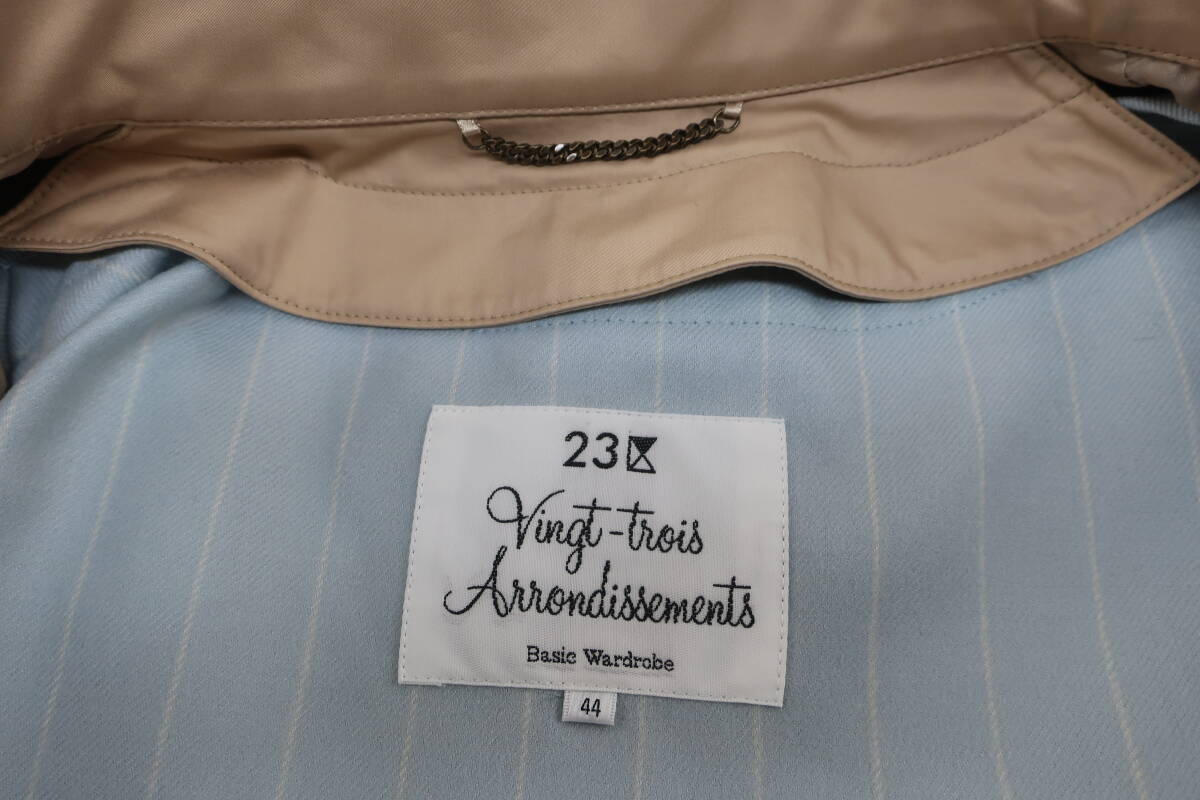 23区
Vingt-trois
Arrondissements
Basic Wardrobe
44